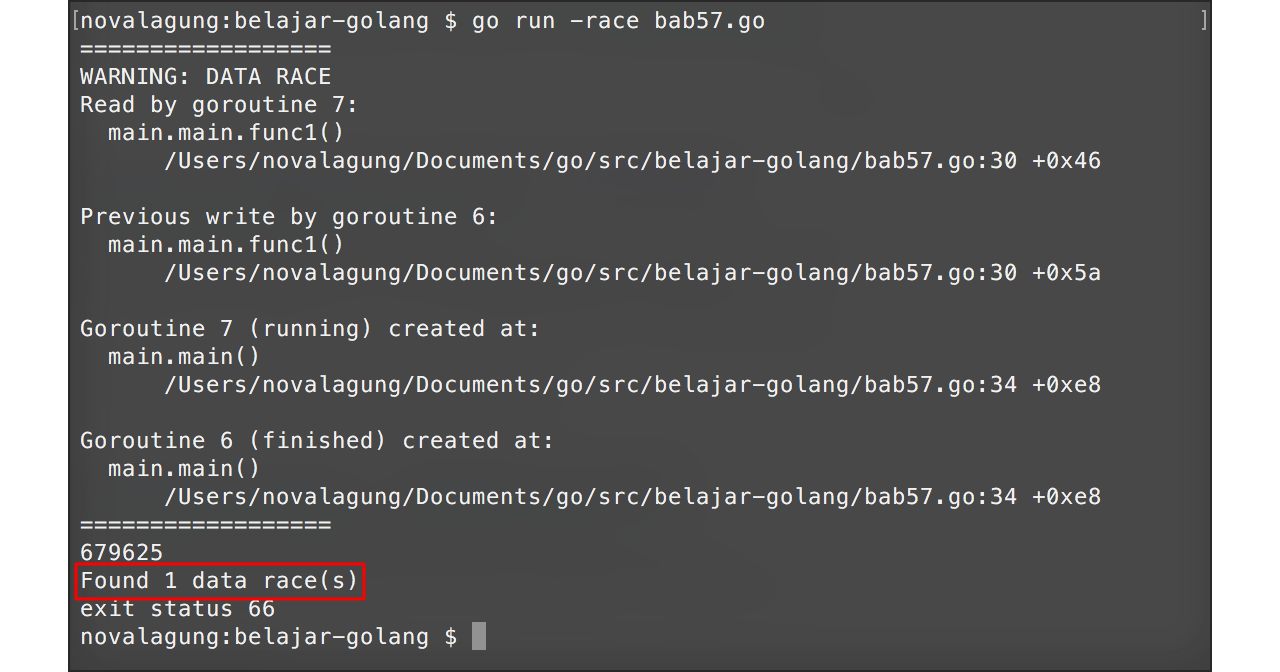 [novalagung:belajar-golang $ go run -race bab57.go ]
==================
WARNING: DATA RACE
Read by goroutine 7:
  main.main.func1()
      /Users/novalagung/Documents/go/src/belajar-golang/bab57.go:30 +0x46

Previous write by goroutine 6:
  main.main.func1()
      /Users/novalagung/Documents/go/src/belajar-golang/bab57.go:30 +0x5a

Goroutine 7 (running) created at:
  main.main()
      /Users/novalagung/Documents/go/src/belajar-golang/bab57.go:34 +0xe8

Goroutine 6 (finished) created at:
  main.main()
      /Users/novalagung/Documents/go/src/belajar-golang/bab57.go:34 +0xe8
==================
679625
Found 1 data race(s)
exit status 66
novalagung:belajar-golang $